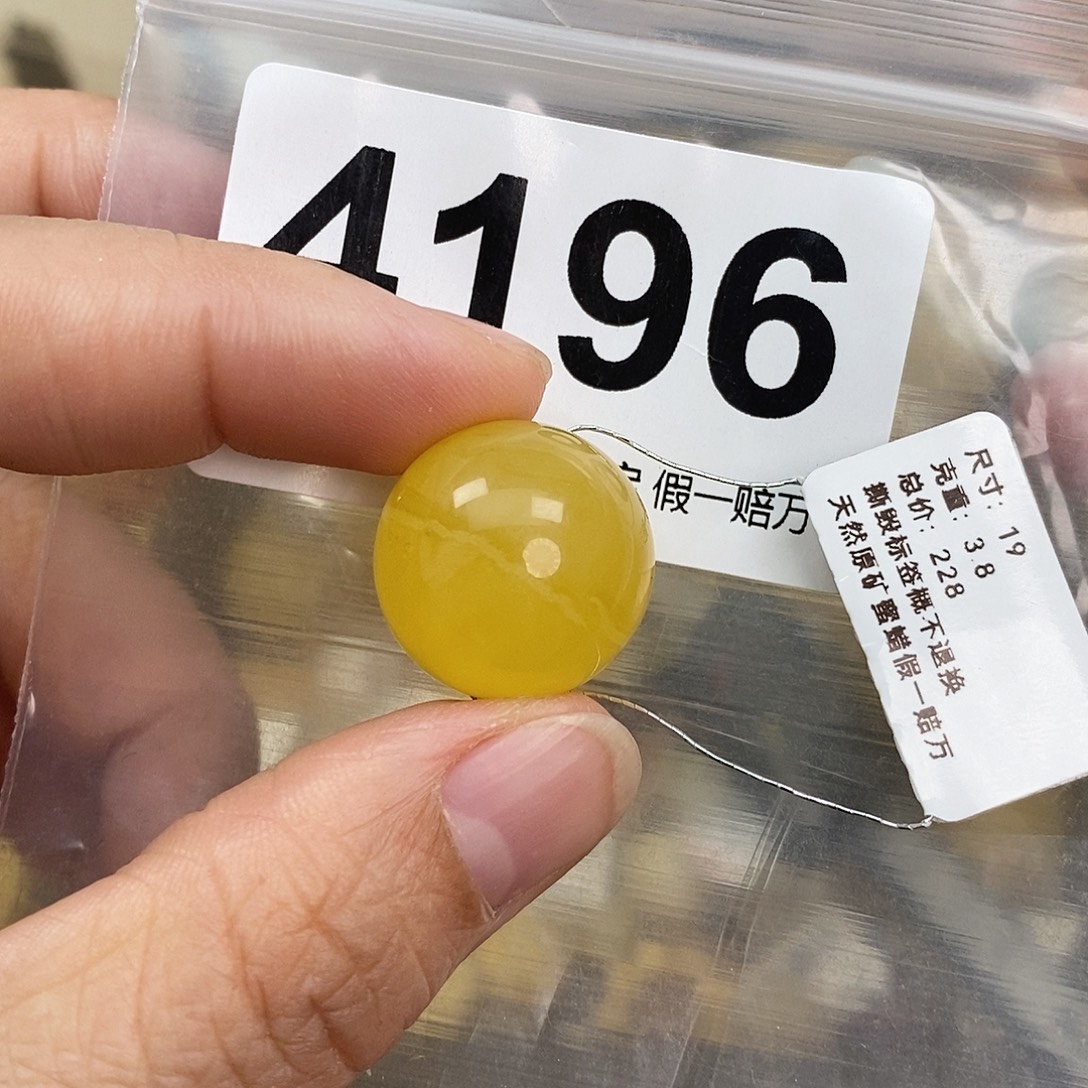 4196
假一赔万
尺寸: 19
克重: 3.8
总价: 228
撕毁标签概不退换
天然原矿蜜蜡假一赔万